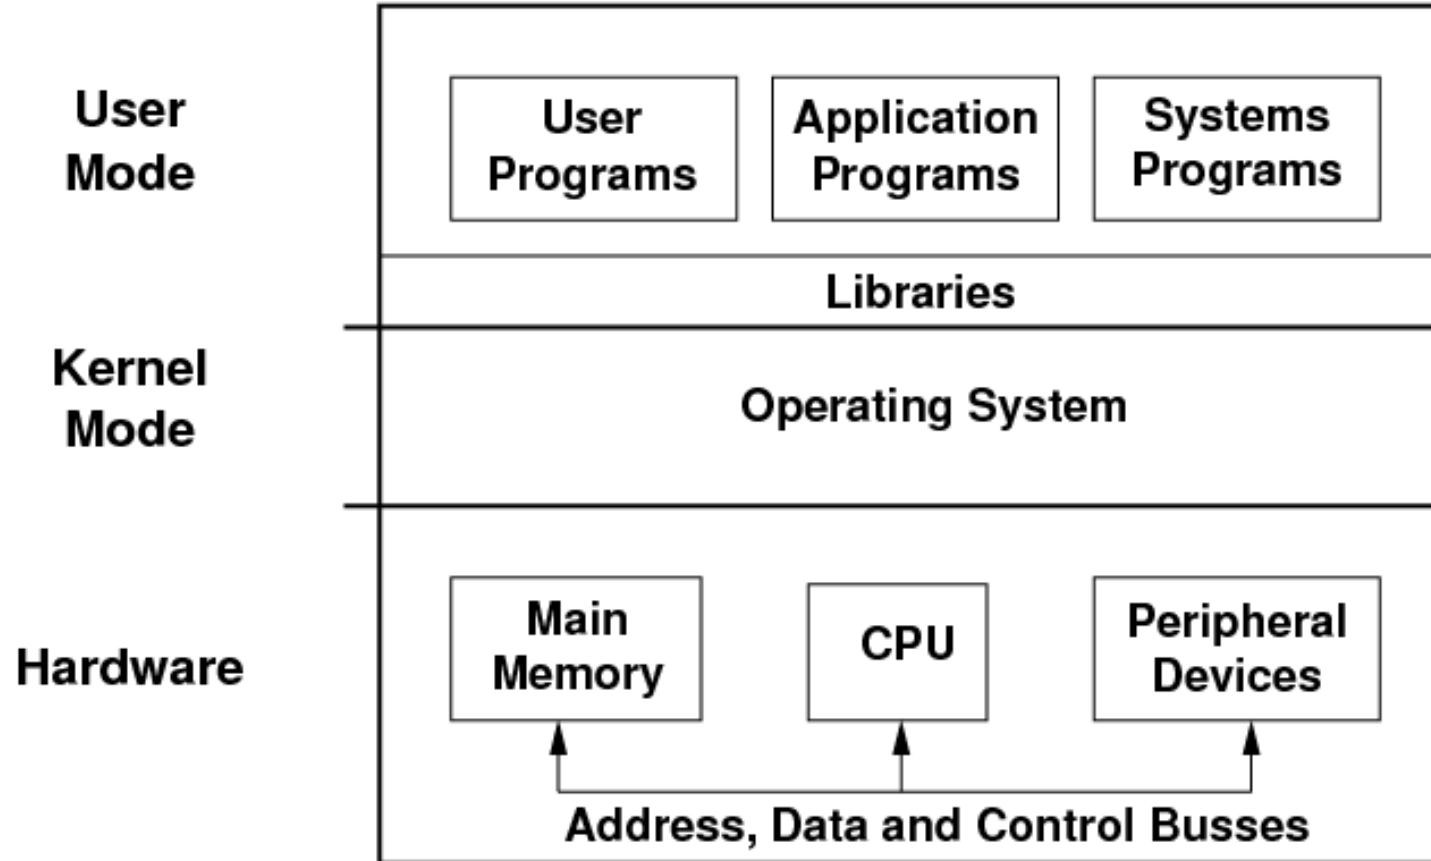 User
Mode
User
Programs
Application
Programs
Systems
Programs
Libraries
Kernel
Mode
Operating System
Hardware
Main
Memory
CPU
Peripheral
Devices
Address, Data and Control Busses